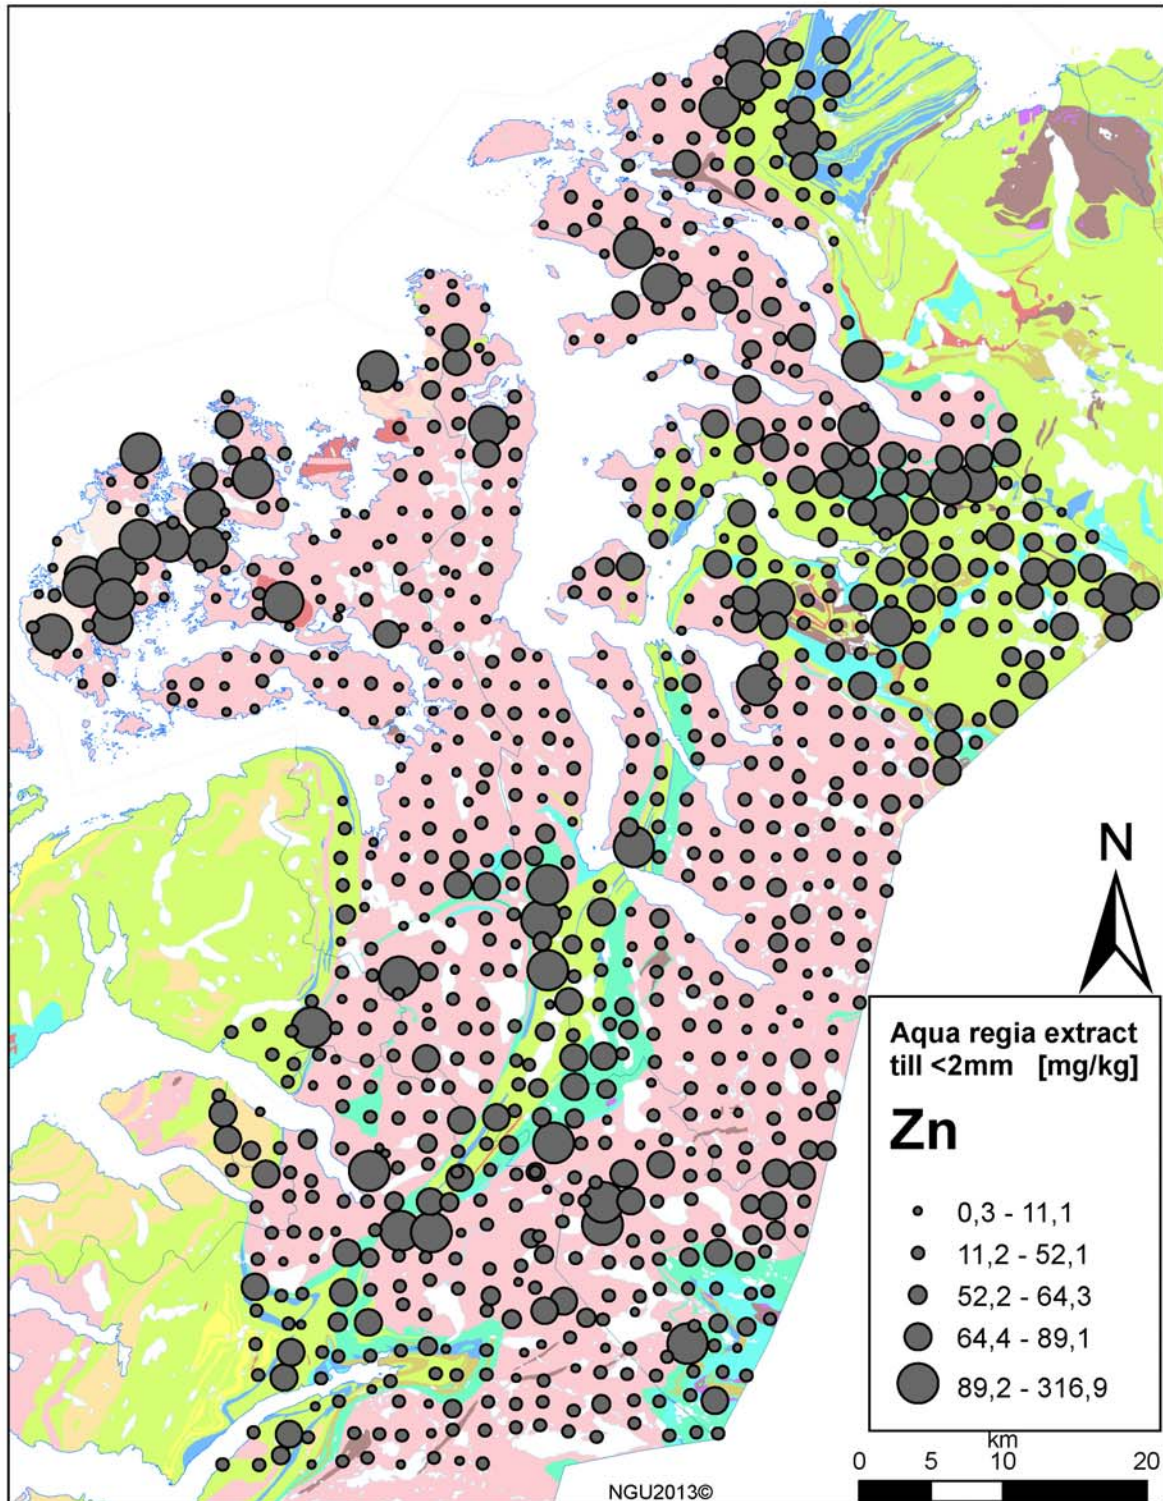 N
Aqua regia extract
till <2mm [mg/kg]
Zn
0,3 - 11,1
11,2 - 52,1
52,2 - 64,3
64,4 - 89,1
89,2 - 316,9
km
0 5 10 20
NGU2013©